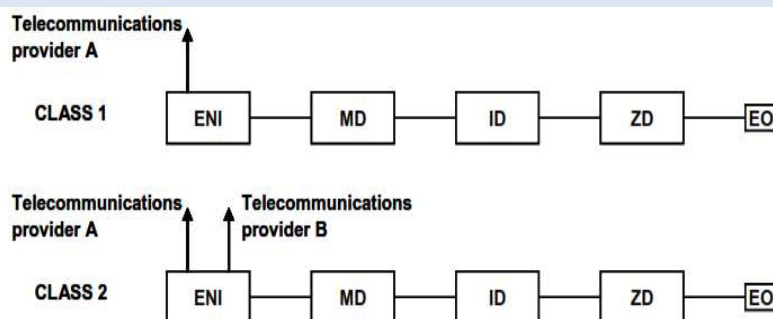 Telecommunications
provider A
CLASS 1
ENI MD ID ZD EO
Telecommunications Telecommunications
provider A provider B
CLASS 2
ENI MD ID ZD EO